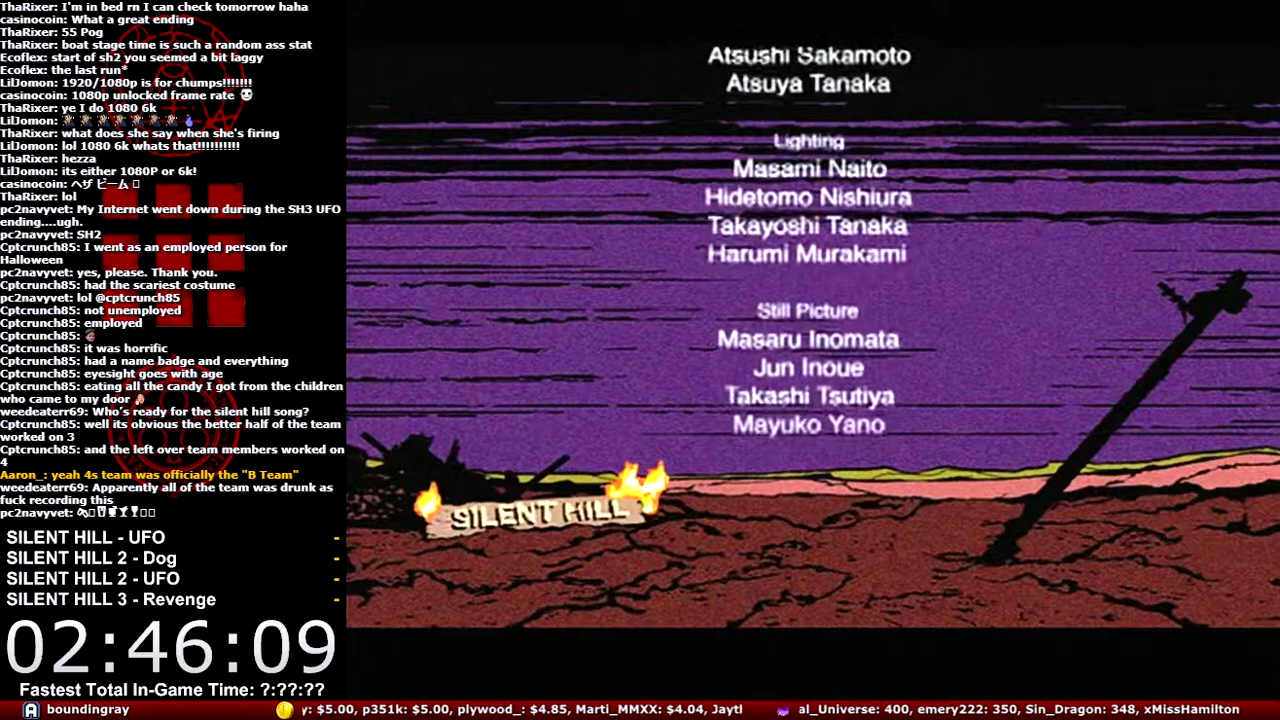 ThaRixer: I'm in bed rn I can check tomorrow haha
casinocoin: What a great ending
ThaRixer: 55 Pog
ThaRixer: boat stage time is such a random ass stat
Ecoflex: start of sh2 you seemed a bit laggy
Ecoflex: the last run*
LilJomon: 1920/1080p is for chumps!!!!!!!
casinocoin: 1080p unlocked frame rate
ThaRixer: ye I do 1080 6k
LilJomon:
ThaRixer: what does she say when she's firing
LilJomon: lol 1080 6k whats that!!!!!!!!!!
ThaRixer: hezza
LilJomon: its either 1080P or 6k!
casinocoin: ヘザ ビーム
ThaRixer: lol
pc2navyvet: My Internet went down during the SH3 UFO
ending....ugh.
pc2navyvet: SH2
Cptcrunch85: I went as an employed person for
Halloween
pc2navyvet: yes, please. Thank you.
Cptcrunch85: had the scariest costume
pc2navyvet: lol @cptcrunch85
Cptcrunch85: not unemployed
Cptcrunch85: employed
Cptcrunch85:
Cptcrunch85: it was horrific
Cptcrunch85: had a name badge and everything
Cptcrunch85: eyesight goes with age
Cptcrunch85: eating all the candy I got from the children
who came to my door
weedeaterr69: Who's ready for the silent hill song?
Cptcrunch85: well its obvious the better half of the team
worked on 3
Cptcrunch85: and the left over team members worked on
4
Aaron_: yeah 4s team was officially the "B Team"
weedeaterr69: Apparently all of the team was drunk as
fuck recording this
pc2navyvet:
SILENT HILL - UFO -
SILENT HILL 2 - Dog -
SILENT HILL 2 - UFO -
SILENT HILL 3 - Revenge -
02:46:09
Fastest Total In-Game Time: ?:??:??
Atsushi Sakamoto
Atsuya Tanaka
Lighting
Masami Naito
Hidetomo Nishiura
Takayoshi Tanaka
Harumi Murakami
Still Picture
Masaru Inomata
Jun Inoue
Takashi Tsutiya
Mayuko Yano
SILENT HILL
boundingray y: $5.00, p351k: $5.00, plywood_: $4.85, Marti_MMXX: $4.04, Jaytl al_Universe: 400, emery222: 350, Sin_Dragon: 348, xMissHamilton